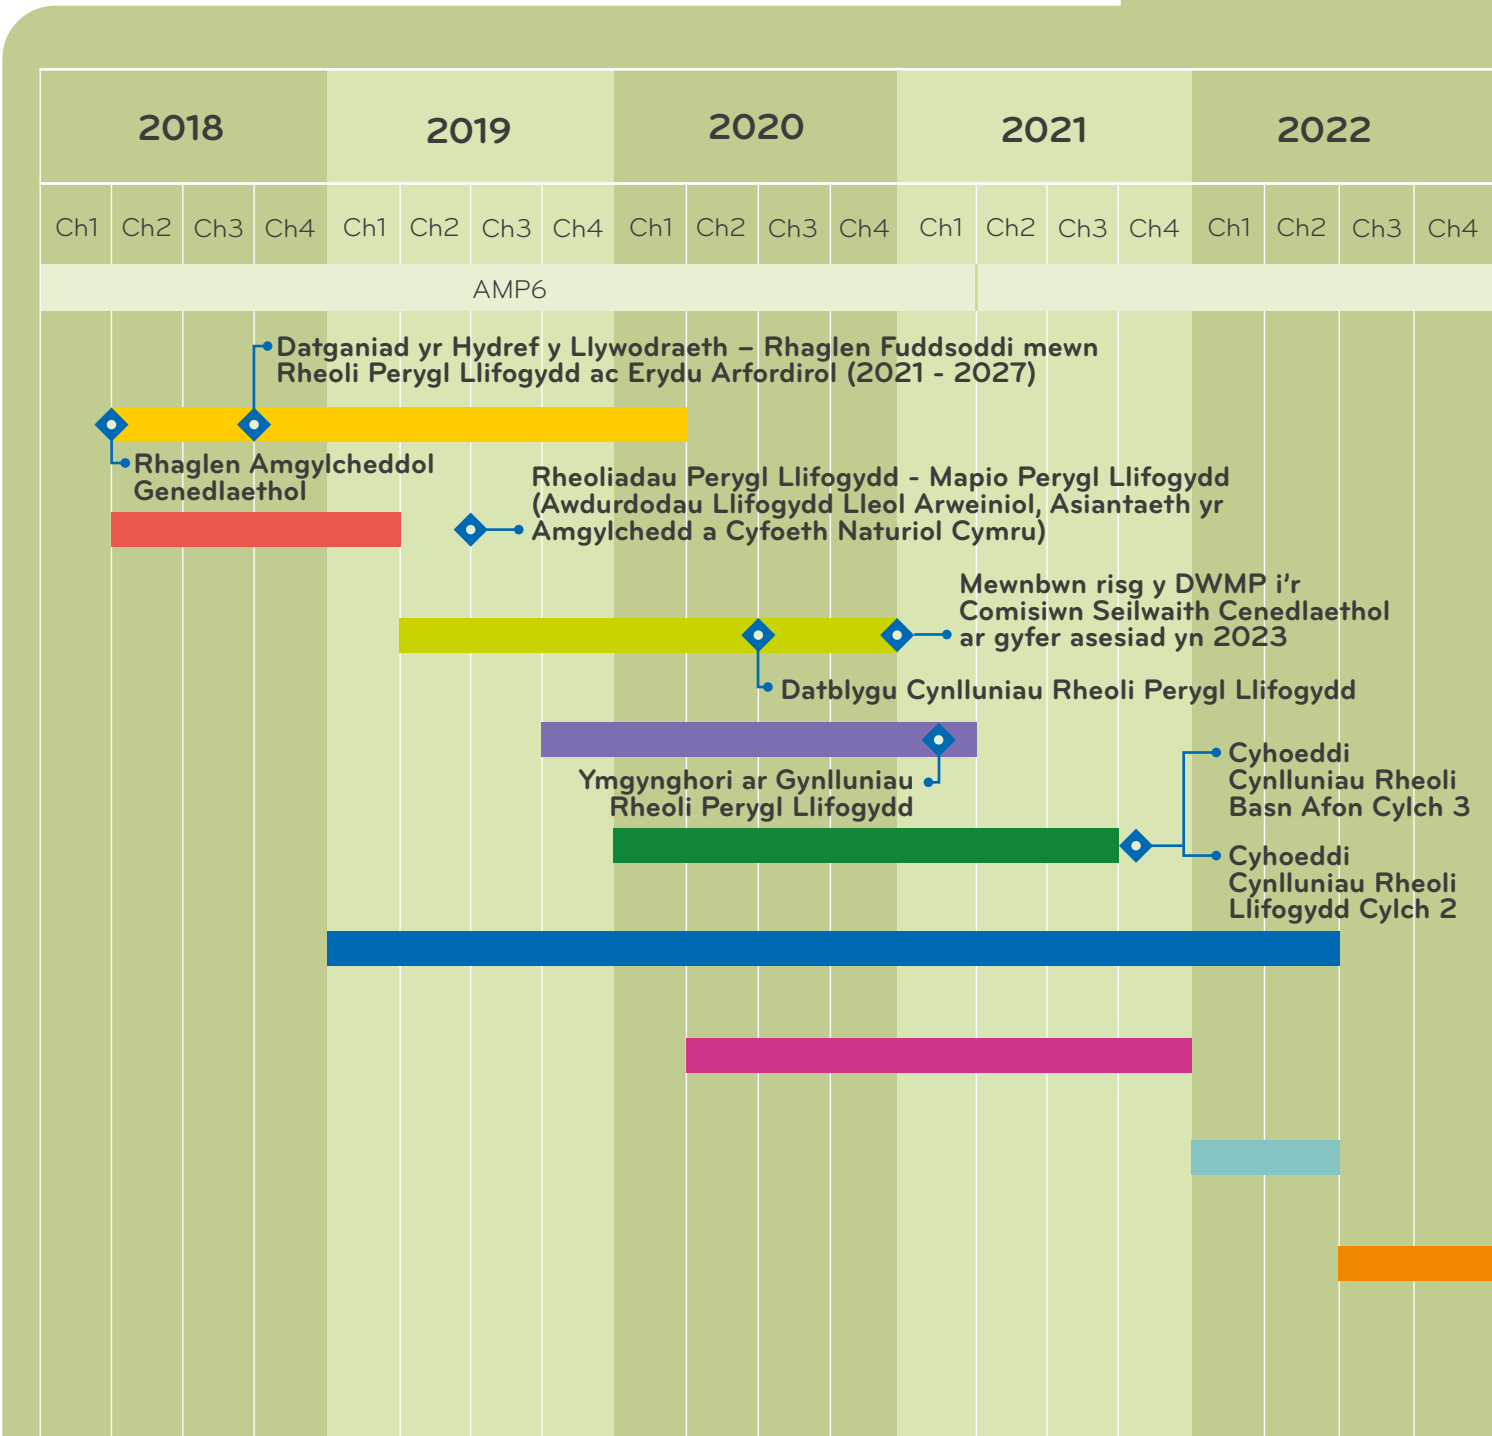 2018 2019 2020 2021 2022
Ch1 Ch2 Ch3 Ch4 Ch1 Ch2 Ch3 Ch4 Ch1 Ch2 Ch3 Ch4 Ch1 Ch2 Ch3 Ch4 Ch1 Ch2 Ch3 Ch4
AMP6
Datganiad yr Hydref y Llywodraeth – Rhaglen Fuddsoddi mewn
Rheoli Perygl Llifogydd ac Erydu Arfordirol (2021 - 2027)
Rhaglen Amgylcheddol
Genedlaethol
Rheoliadau Perygl Llifogydd - Mapio Perygl Llifogydd
(Awdurdodau Llifogydd Lleol Arweiniol, Asiantaeth yr
Amgylchedd a Cyfoeth Naturiol Cymru)
Mewnbwn risg y DWMP i'r
Comisiwn Seilwaith Cenedlaethol
ar gyfer asesiad yn 2023
Datblygu Cynlluniau Rheoli Perygl Llifogydd
Ymgynghori ar Gynlluniau
Rheoli Perygl Llifogydd
Cyhoeddi
Cynlluniau Rheoli
Basn Afon Cylch 3
Cyhoeddi
Cynlluniau Rheoli
Llifogydd Cylch 2